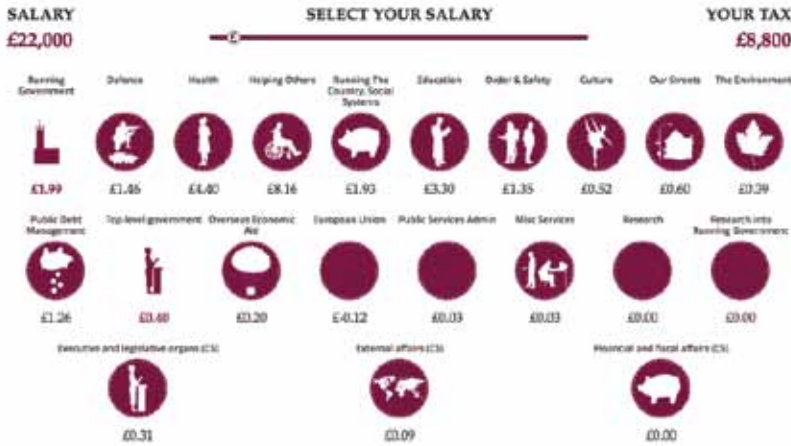 SALARY
SELECT YOUR SALARY
YOUR TAX
£22,000
£
£8,800
Running Government
Defence
Health
Helping Others
Running The Country, Social Systems
Education
Order & Safety
Culture
Our Streets
The Environment
£1.99
£1.46
£4.40
£8.16
£1.93
£3.30
£1.35
£0.52
£0.60
£0.39
Public Debt Management
Top level government
Overseas Economic Aid
European Union
Public Services Admin
Misc Services
Research
Research into Running Government
£1.26
£0.40
£0.20
£-0.12
£0.03
£0.03
£0.00
£0.00
Executive and legislative organs (CS)
External affairs (CS)
Financial and fiscal affairs (CS)
£0.31
£0.09
£0.00